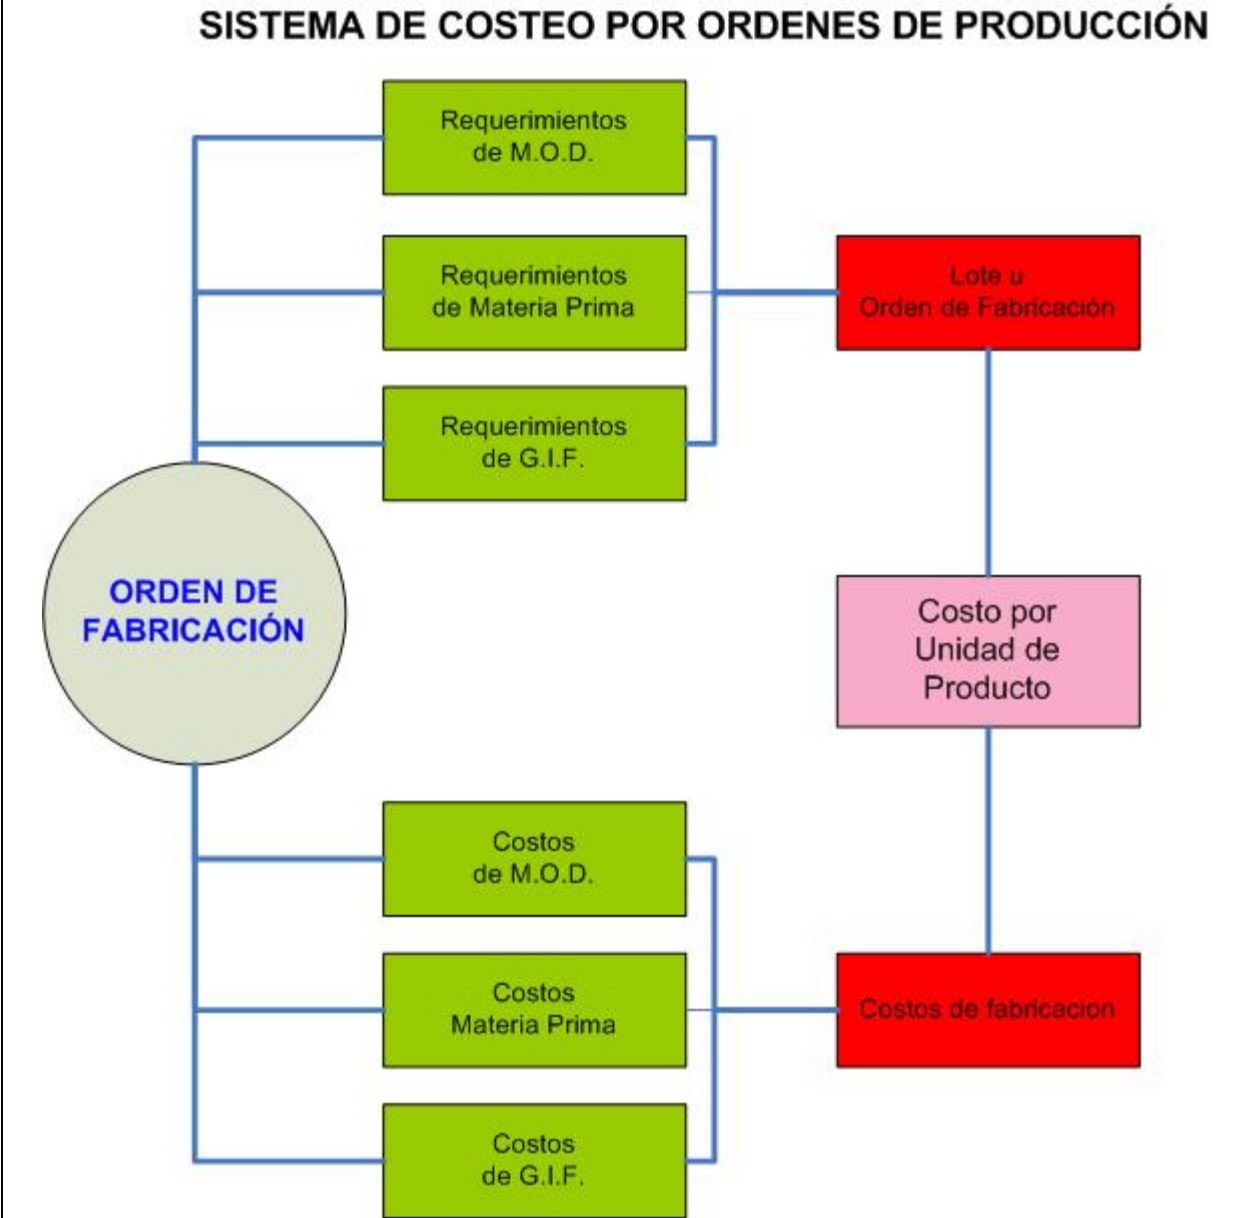 SISTEMA DE COSTEO POR ORDENES DE PRODUCCIÓN
Requerimientos
de M.O.D.
Requerimientos
de Materia Prima
Requerimientos
de G.I.F.
Lote u
Orden de Fabricación
ORDEN DE
FABRICACIÓN
Costo por
Unidad de
Producto
Costos
de M.O.D.
Costos
Materia Prima
Costos
de G.I.F.
Costos de fabricacion